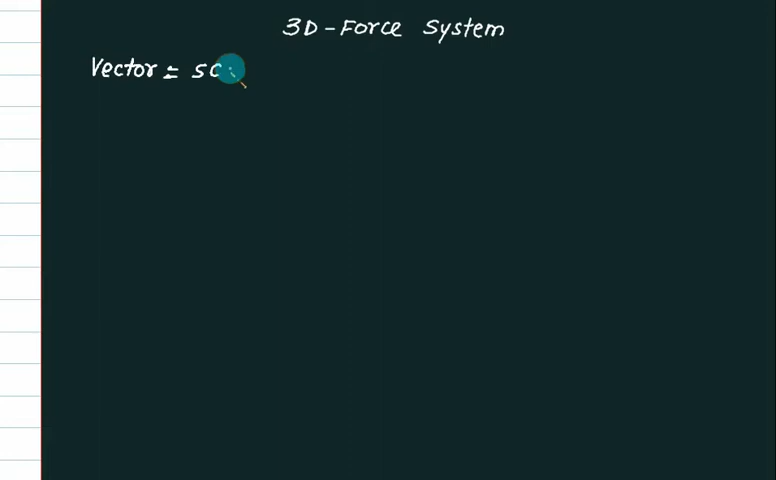 3D-Force System
Vector = sc